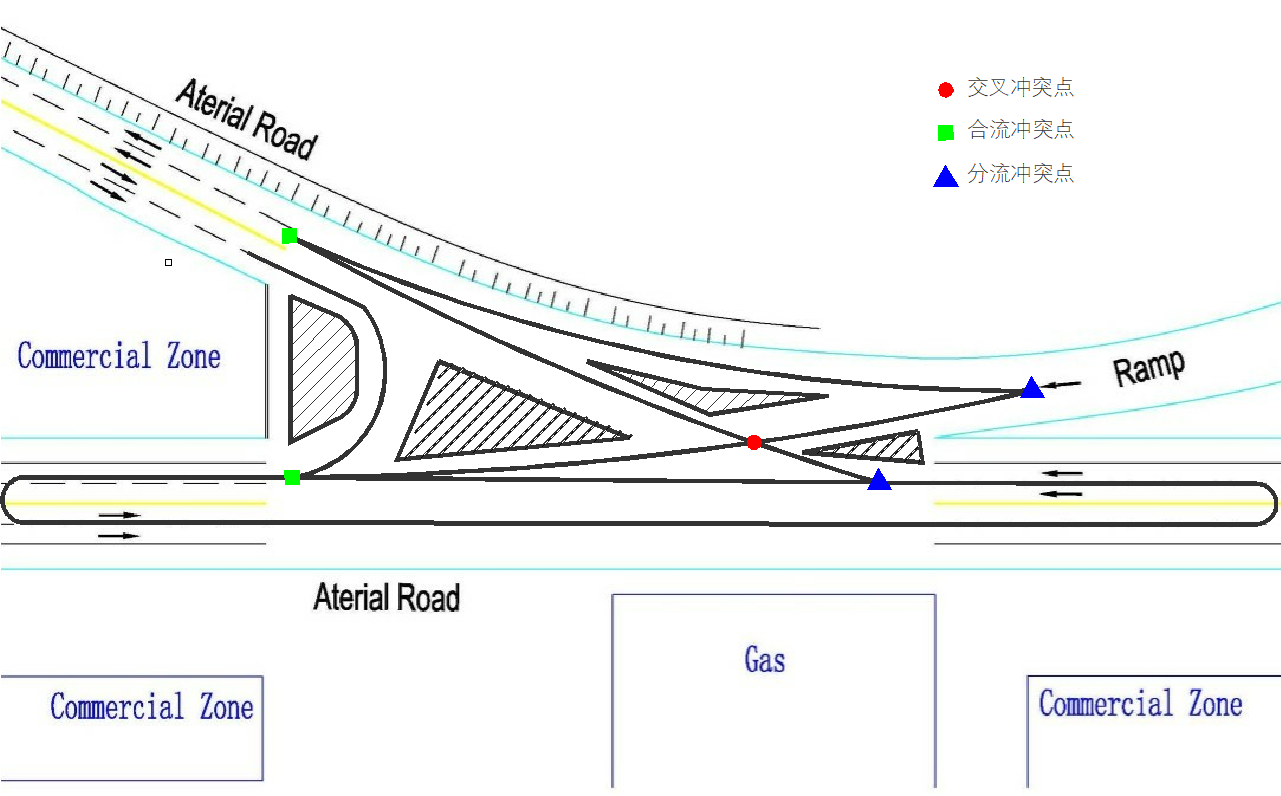 Aterial Road
交叉冲突点
合流冲突点
分流冲突点
Commercial Zone
Ramp
Aterial Road
Gas
Commercial Zone
Commercial Zone